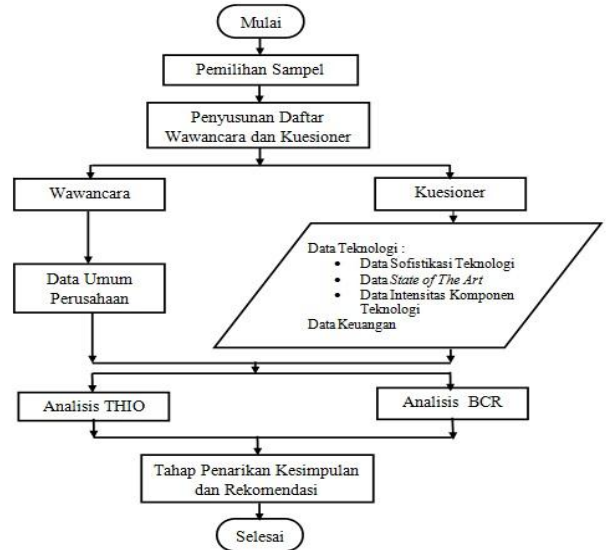 Mulai
Pemilihan Sampel
Penyusunan Daftar
Wawancara dan Kuesioner
Wawancara
Kuesioner
Data Umum
Perusahaan
Data Teknologi :
• Data Sofistikasi Teknologi
• Data State of The Art
• Data Intensitas Komponen
Teknologi
Data Keuangan
Analisis THIO
Analisis BCR
Tahap Penarikan Kesimpulan
dan Rekomendasi
Selesai